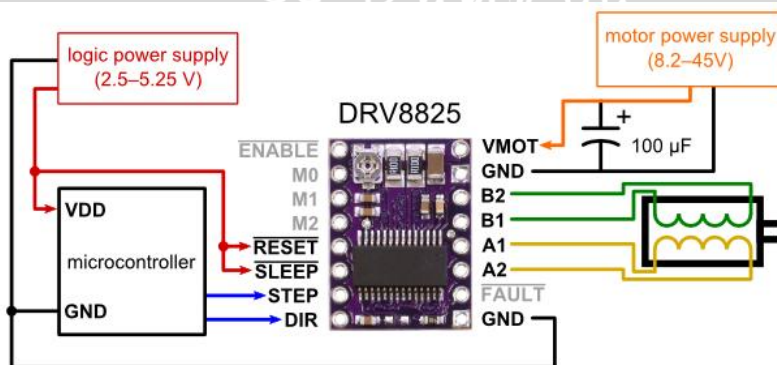 logic power supply
(2.5–5.25 V)
motor power supply
(8.2–45V)
DRV8825
+
100 µF
ENABLE
M0
M1
M2
RESET
SLEEP
STEP
DIR
VMOT
GND
B2
B1
A1
A2
FAULT
GND
VDD
microcontroller
GND